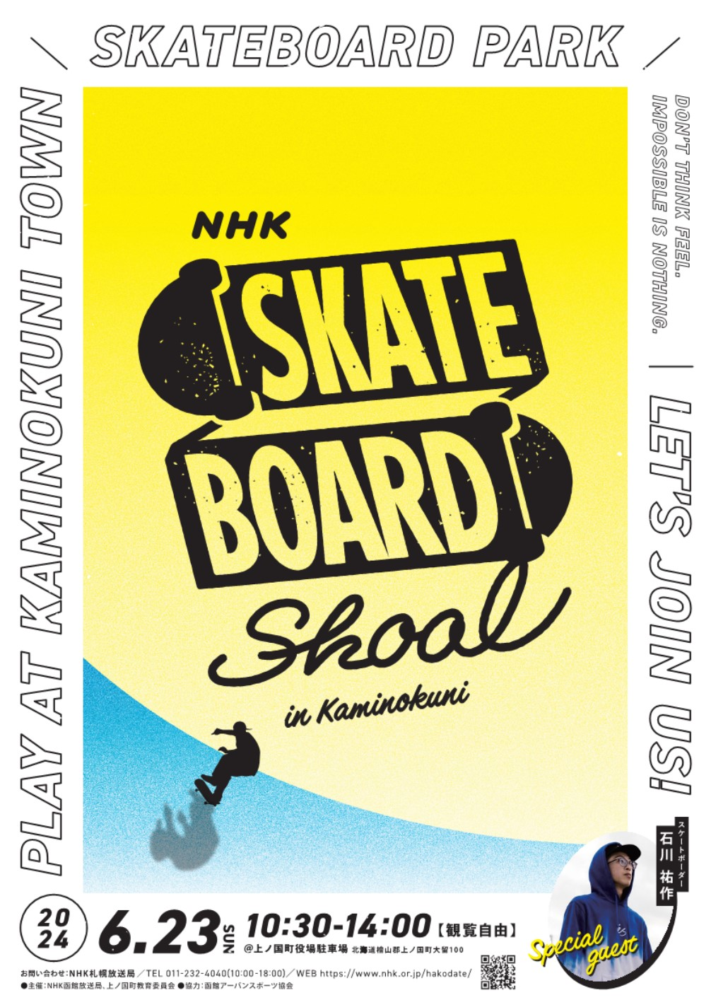 SKATEBOARD PARK
PLAY AT KAMINOKUNI TOWN
DON'T THINK FEEL.
IMPOSSIBLE IS NOTHING.
LET'S JOIN US!
NHK
SKATE
BOARD
Skool
in Kaminokuni
スケートボーダー
石川 祐作
Special
guest
20
24
6.23 SUN
10:30-14:00【観覧自由】
@上ノ国町役場駐車場 北海道檜山郡上ノ国町大留100
お問い合わせ:NHK札幌放送局／TEL 011-232-4040(10:00-18:00)／WEB https://www.nhk.or.jp/hakodate/
●主催:NHK函館放送局、上ノ国町教育委員会 ●協力:函館アーバンスポーツ協会